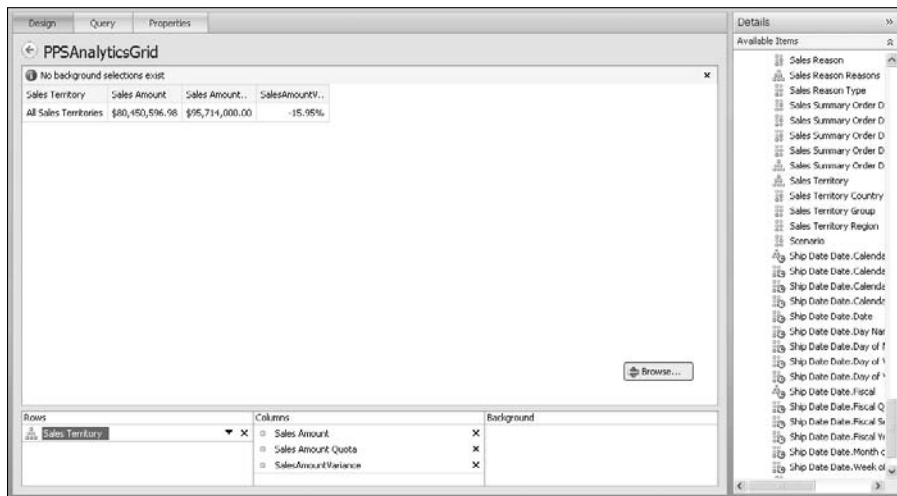 Design Query Properties
PPSAnalyticsGrid
No background selections exist
Sales Territory Sales Amount Sales Amount.. SalesAmountV..
All Sales Territories $80,450,596.98 $95,714,000.00 -15.95%
Browse...
Rows Columns Background
Sales Territory
Sales Amount
Sales Amount Quota
SalesAmountVariance
Details
Available Items
Sales Reason
Sales Reason Reasons
Sales Reason Type
Sales Summary Order D
Sales Summary Order D
Sales Summary Order D
Sales Summary Order D
Sales Summary Order D
Sales Territory
Sales Territory Country
Sales Territory Group
Sales Territory Region
Scenario
Ship Date Date.Calenda
Ship Date Date.Calenda
Ship Date Date.Calenda
Ship Date Date.Calenda
Ship Date Date.Date
Ship Date Date.Day Nar
Ship Date Date.Day of
Ship Date Date.Day of
Ship Date Date.Day of
Ship Date Date.Fiscal
Ship Date Date.Fiscal Q
Ship Date Date.Fiscal Se
Ship Date Date.Fiscal Ye
Ship Date Date.Month o
Ship Date Date.Week of